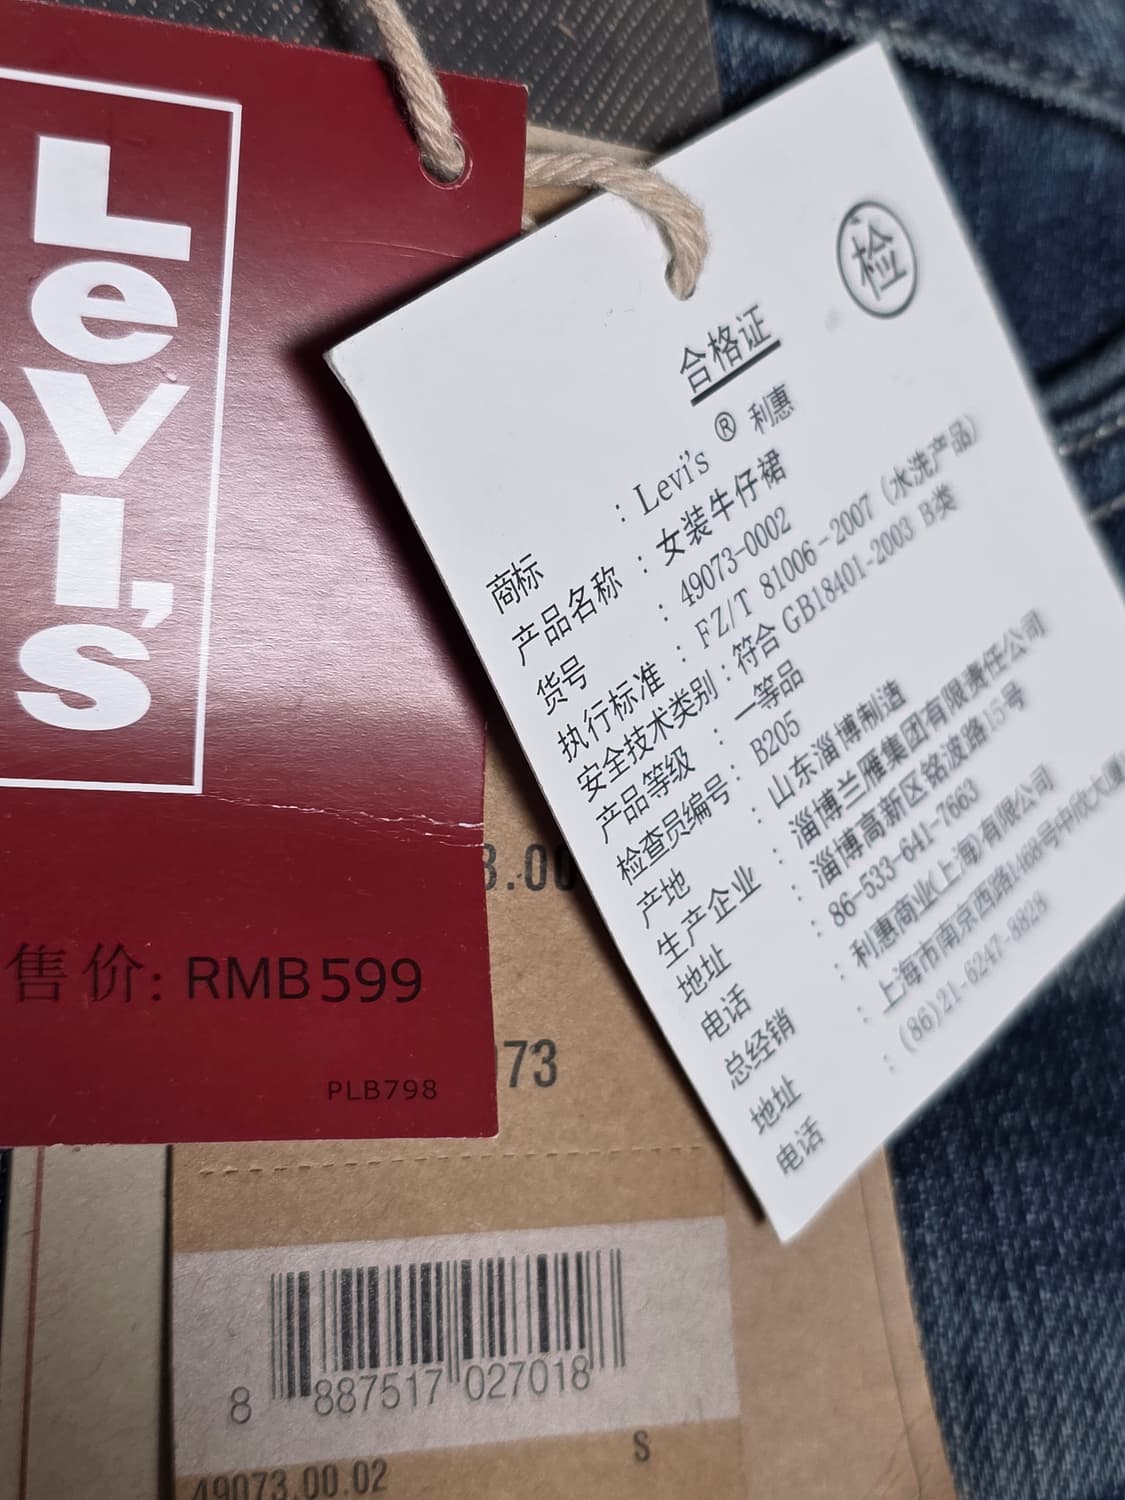 Levi's
售价: RMB 599
PLB798
检
合格证
商标 : Levi's ® 利惠
产品名称 : 女装牛仔裙
货号 : 49073-0002
执行标准 : FZ/T 81006-2007 (水洗产品)
安全技术类别 : 符合 GB18401-2003 B类
产品等级 : 一等品
检查员编号 : B205
产地 : 山东淄博制造
生产企业 : 淄博兰雁集团有限责任公司
地址 : 淄博高新区铭波路15号
电话 : 86-533-641-7663
总经销 : 利惠商业(上海)有限公司
地址 : 上海市南京西路1468号中欣大厦
电话 : (86)21-6247-8828
3.00
73
8 887517 027018
S
49073.00.02